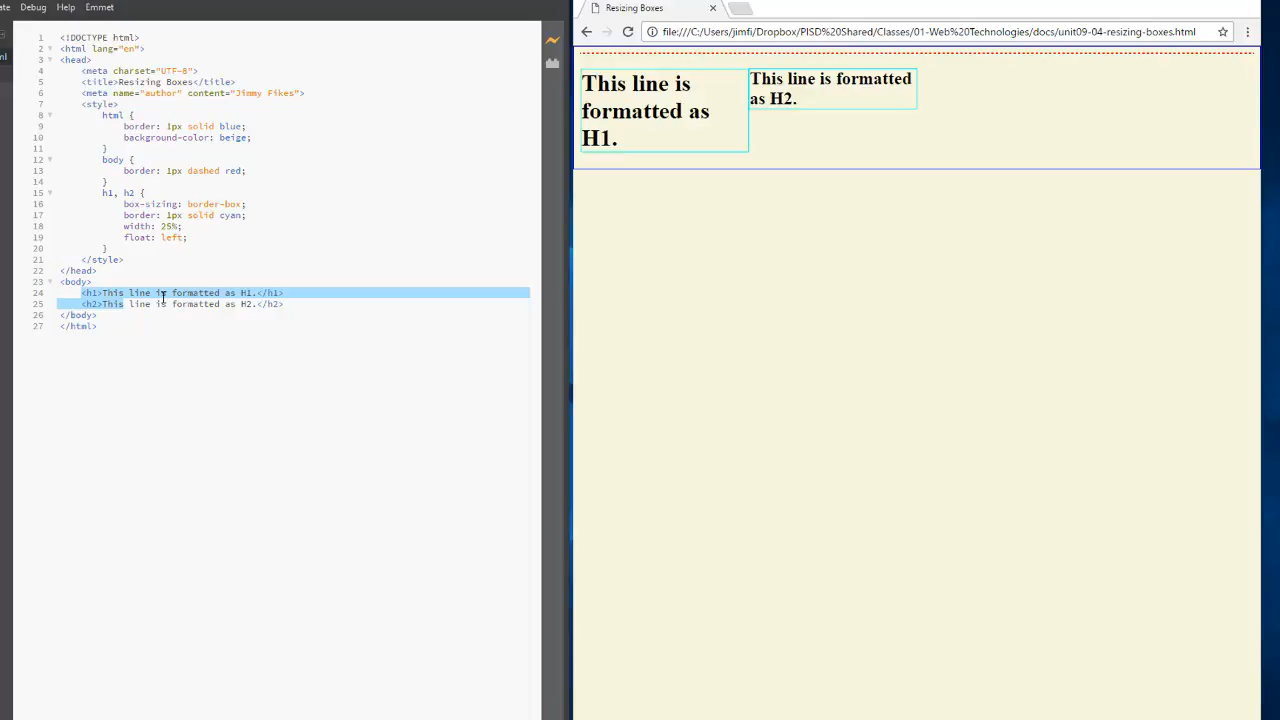 ate Debug Help Emmet
ml
1 <!DOCTYPE html>
2 <html lang="en">
3 <head>
4 <meta charset="UTF-8">
5 <title>Resizing Boxes</title>
6 <meta name="author" content="Jimmy Fikes">
7 <style>
8 html {
9 border: 1px solid blue;
10 background-color: beige;
11 }
12 body {
13 border: 1px dashed red;
14 }
15 h1, h2 {
16 box-sizing: border-box;
17 border: 1px solid cyan;
18 width: 25%;
19 float: left;
20 }
21 </style>
22 </head>
23 <body>
24 <h1>This line is formatted as H1.</h1>
25 <h2>This line is formatted as H2.</h2>
26 </body>
27 </html>
Resizing Boxes
file:///C:/Users/jimfi/Dropbox/PISD%20Shared/Classes/01-Web%20Technologies/docs/unit09-04-resizing-boxes.html
This line is
formatted as
H1.
This line is formatted
as H2.